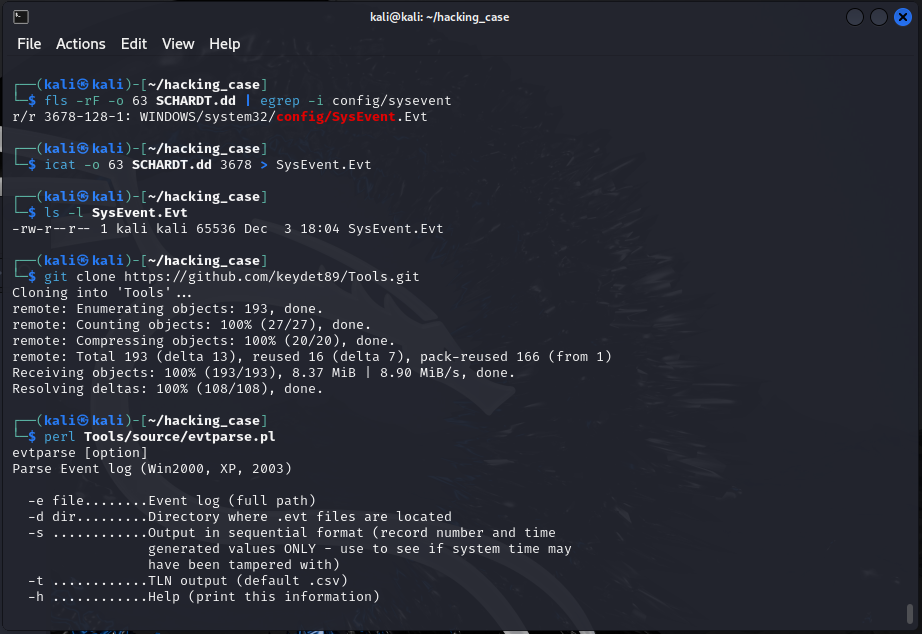 kali@kali: ~/hacking_case
File Actions Edit View Help
┌──(kali㉿kali)-[~/hacking_case]
└─$ fls -rF -o 63 SCHARDT.dd | egrep -i config/sysevent
r/r 3678-128-1: WINDOWS/system32/config/SysEvent.Evt
┌──(kali㉿kali)-[~/hacking_case]
└─$ icat -o 63 SCHARDT.dd 3678 > SysEvent.Evt
┌──(kali㉿kali)-[~/hacking_case]
└─$ ls -l SysEvent.Evt
-rw-r--r-- 1 kali kali 65536 Dec  3 18:04 SysEvent.Evt
┌──(kali㉿kali)-[~/hacking_case]
└─$ git clone https://github.com/keydet89/Tools.git
Cloning into 'Tools'...
remote: Enumerating objects: 193, done.
remote: Counting objects: 100% (27/27), done.
remote: Compressing objects: 100% (20/20), done.
remote: Total 193 (delta 13), reused 16 (delta 7), pack-reused 166 (from 1)
Receiving objects: 100% (193/193), 8.37 MiB | 8.90 MiB/s, done.
Resolving deltas: 100% (108/108), done.
┌──(kali㉿kali)-[~/hacking_case]
└─$ perl Tools/source/evtparse.pl
evtparse [option]
Parse Event log (Win2000, XP, 2003)
  -e file........Event log (full path)
  -d dir.........Directory where .evt files are located
  -s ............Output in sequential format (record number and time
                 generated values ONLY - use to see if system time may
                 have been tampered with)
  -t ............TLN output (default .csv)
  -h ............Help (print this information)